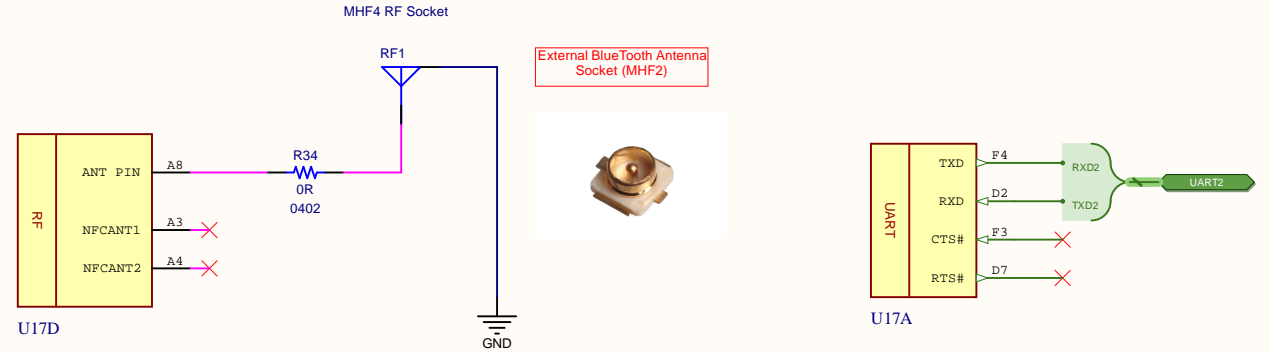 MHF4 RF Socket
RF1
External BlueTooth Antenna
Socket (MHF2)
RF
ANT PIN
A8
R34
0R
0402
NFCANT1
A3
NFCANT2
A4
U17D
GND
UART
TXD
F4
RXD2
RXD
D2
TXD2
UART2
CTS#
F3
RTS#
D7
U17A